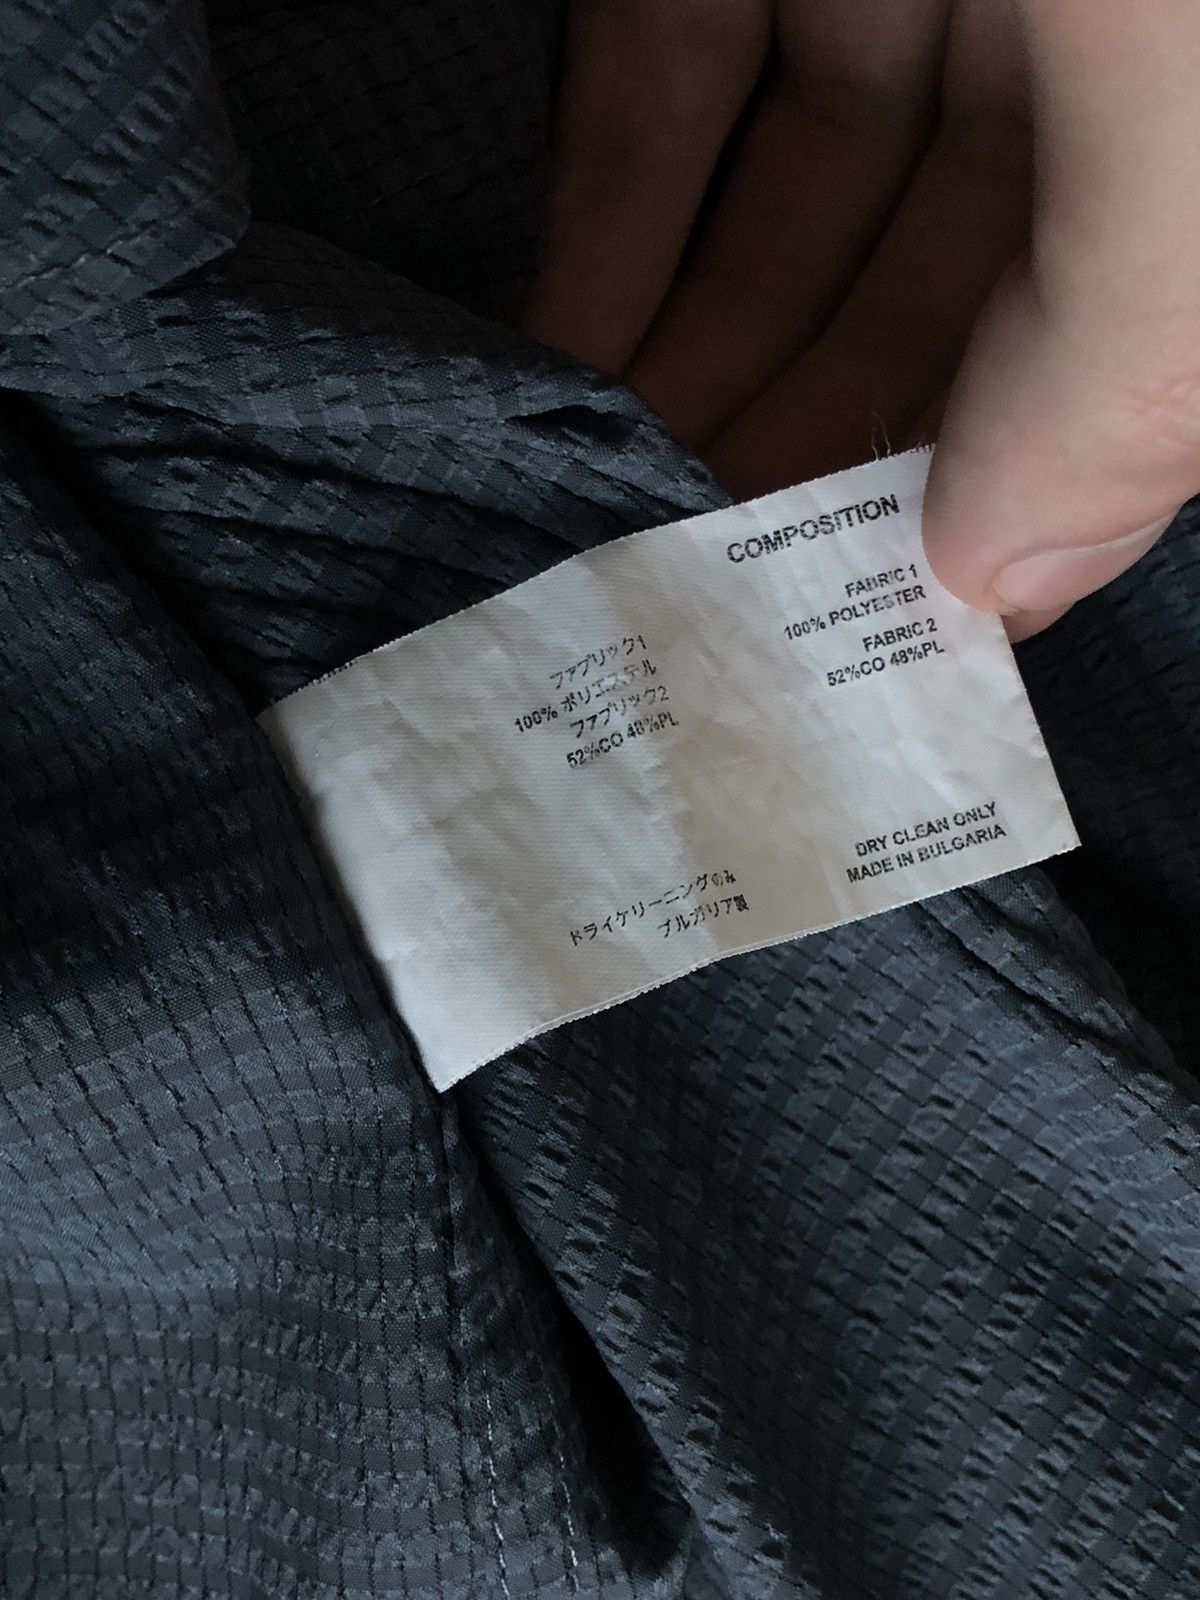 COMPOSITION
FABRIC 1
100% POLYESTER
FABRIC 2
52%CO 48%PL
DRY CLEAN ONLY
MADE IN BULGARIA
ファブリック1
100% ポリエステル
ファブリック2
52%CO 48%PL
ドライケリーニングのみ
ブルガリア製